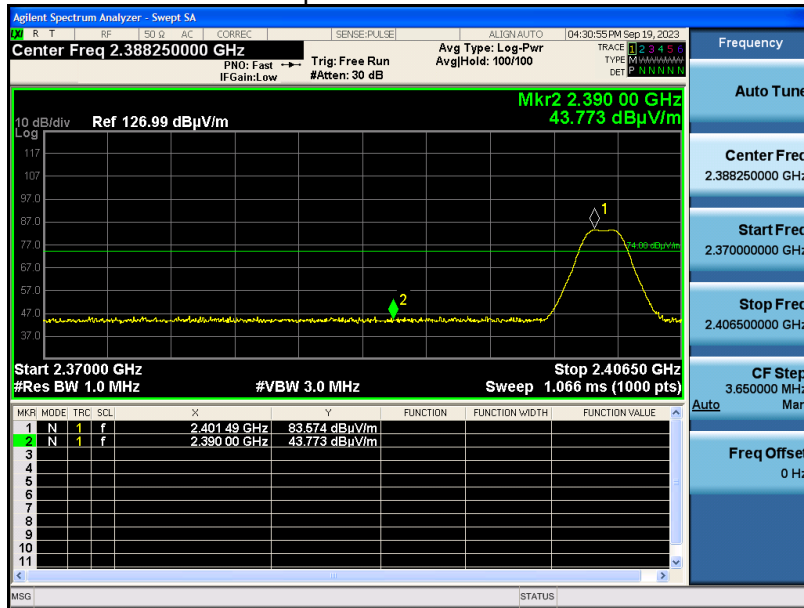 Agilent Spectrum Analyzer - Swept SA
LXI R T RF 50 Ω AC CORREC SENSE:PULSE ALIGN AUTO 04:30:55 PM Sep 19, 2023
Center Freq 2.388250000 GHz
PNO: Fast
IFGain:Low
Trig: Free Run
#Atten: 30 dB
Avg Type: Log-Pwr
Avg|Hold: 100/100
TRACE 1 2 3 4 5 6
TYPE M
DET P N N N N N
Mkr2 2.390 00 GHz
43.773 dBµV/m
10 dB/div Ref 126.99 dBµV/m
Log
117
107
97.0
87.0
77.0
67.0
57.0
47.0
37.0
1
74.00 dBµV/m
2
Start 2.37000 GHz Stop 2.40650 GHz
#Res BW 1.0 MHz #VBW 3.0 MHz Sweep 1.066 ms (1000 pts)
MKR MODE TRC SCL X Y FUNCTION FUNCTION WIDTH FUNCTION VALUE
1 N 1 f 2.401 49 GHz 83.574 dBµV/m
2 N 1 f 2.390 00 GHz 43.773 dBµV/m
3
4
5
6
7
8
9
10
11
MSG STATUS
Frequency
Auto Tune
Center Freq
2.388250000 GHz
Start Freq
2.370000000 GHz
Stop Freq
2.406500000 GHz
CF Step
3.650000 MHz
Auto Man
Freq Offset
0 Hz